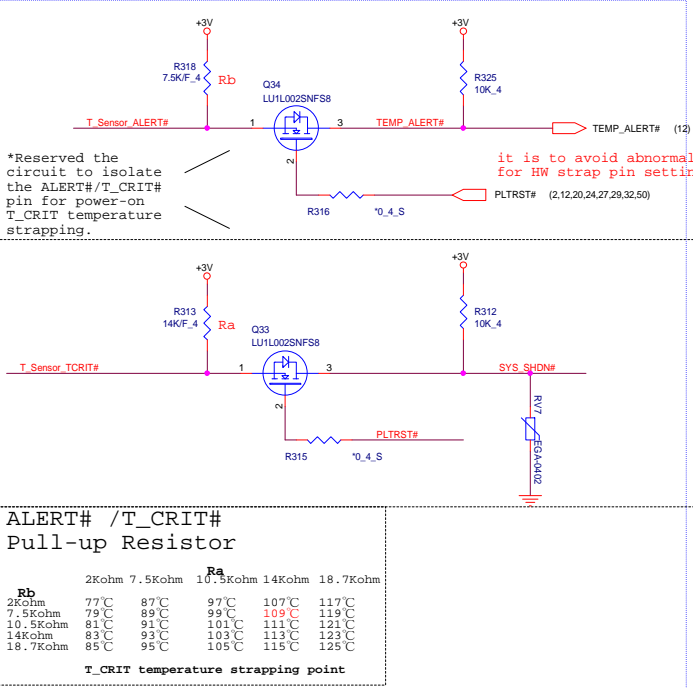 +3V
+3V
R318
7.5K/F_4
Rb
Q34
LU1L002SNFS8
R325
10K_4
T_Sensor_ALERT#
1
3
TEMP_ALERT#
TEMP_ALERT# (12)
2
*Reserved the
circuit to isolate
the ALERT#/T_CRIT#
pin for power-on
T_CRIT temperature
strapping.
it is to avoid abnormal
for HW strap pin settin
PLTRST# (2,12,20,24,27,29,32,50)
R316
*0_4_S
+3V
+3V
R313
14K/F_4
Ra
Q33
LU1L002SNFS8
R312
10K_4
T_Sensor_TCRIT#
1
3
SYS_SHDN#
2
RV7
EGA-0402
PLTRST#
R315
*0_4_S
ALERT# /T_CRIT#
Pull-up Resistor
Ra
2Kohm 7.5Kohm 10.5Kohm 14Kohm 18.7Kohm
Rb
2Kohm 77℃ 87℃ 97℃ 107℃ 117℃
7.5Kohm 79℃ 89℃ 99℃ 109℃ 119℃
10.5Kohm 81℃ 91℃ 101℃ 111℃ 121℃
14Kohm 83℃ 93℃ 103℃ 113℃ 123℃
18.7Kohm 85℃ 95℃ 105℃ 115℃ 125℃
T_CRIT temperature strapping point